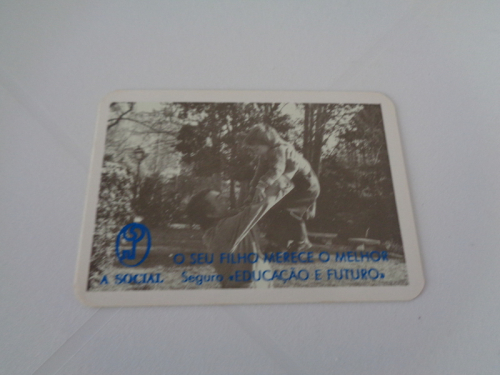 O SEU FILHO MERECE O MELHOR
A SOCIAL Seguro «EDUCAÇÃO E FUTURO»